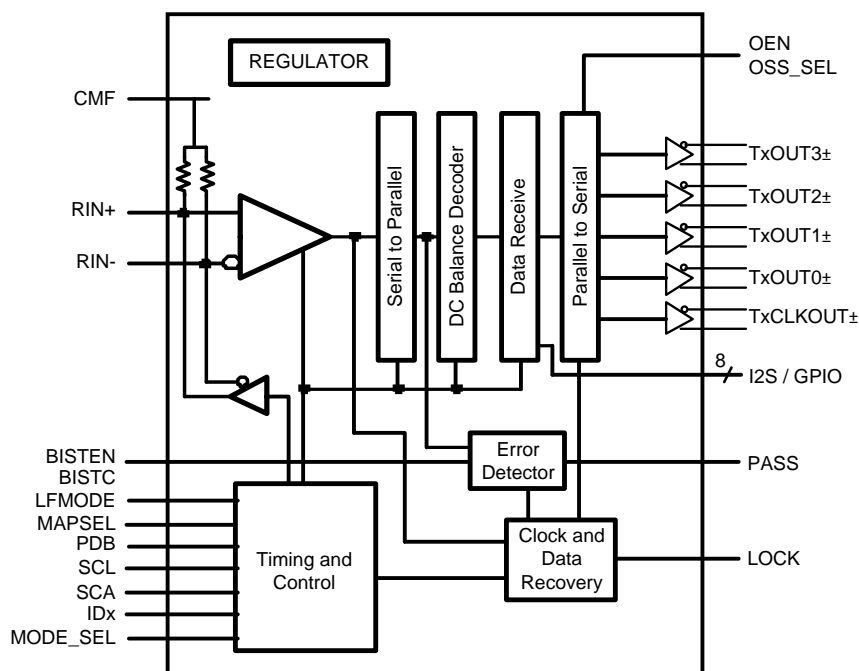 REGULATOR
OEN
OSS_SEL
CMF
RIN+
RIN-
Serial to Parallel
DC Balance Decoder
Data Receive
Parallel to Serial
TxOUT3±
TxOUT2±
TxOUT1±
TxOUT0±
TxCLKOUT±
8
I2S / GPIO
BISTEN
BISTC
LFMODE
MAPSEL
PDB
SCL
SCA
IDx
MODE_SEL
Timing and
Control
Error
Detector
PASS
Clock and
Data
Recovery
LOCK